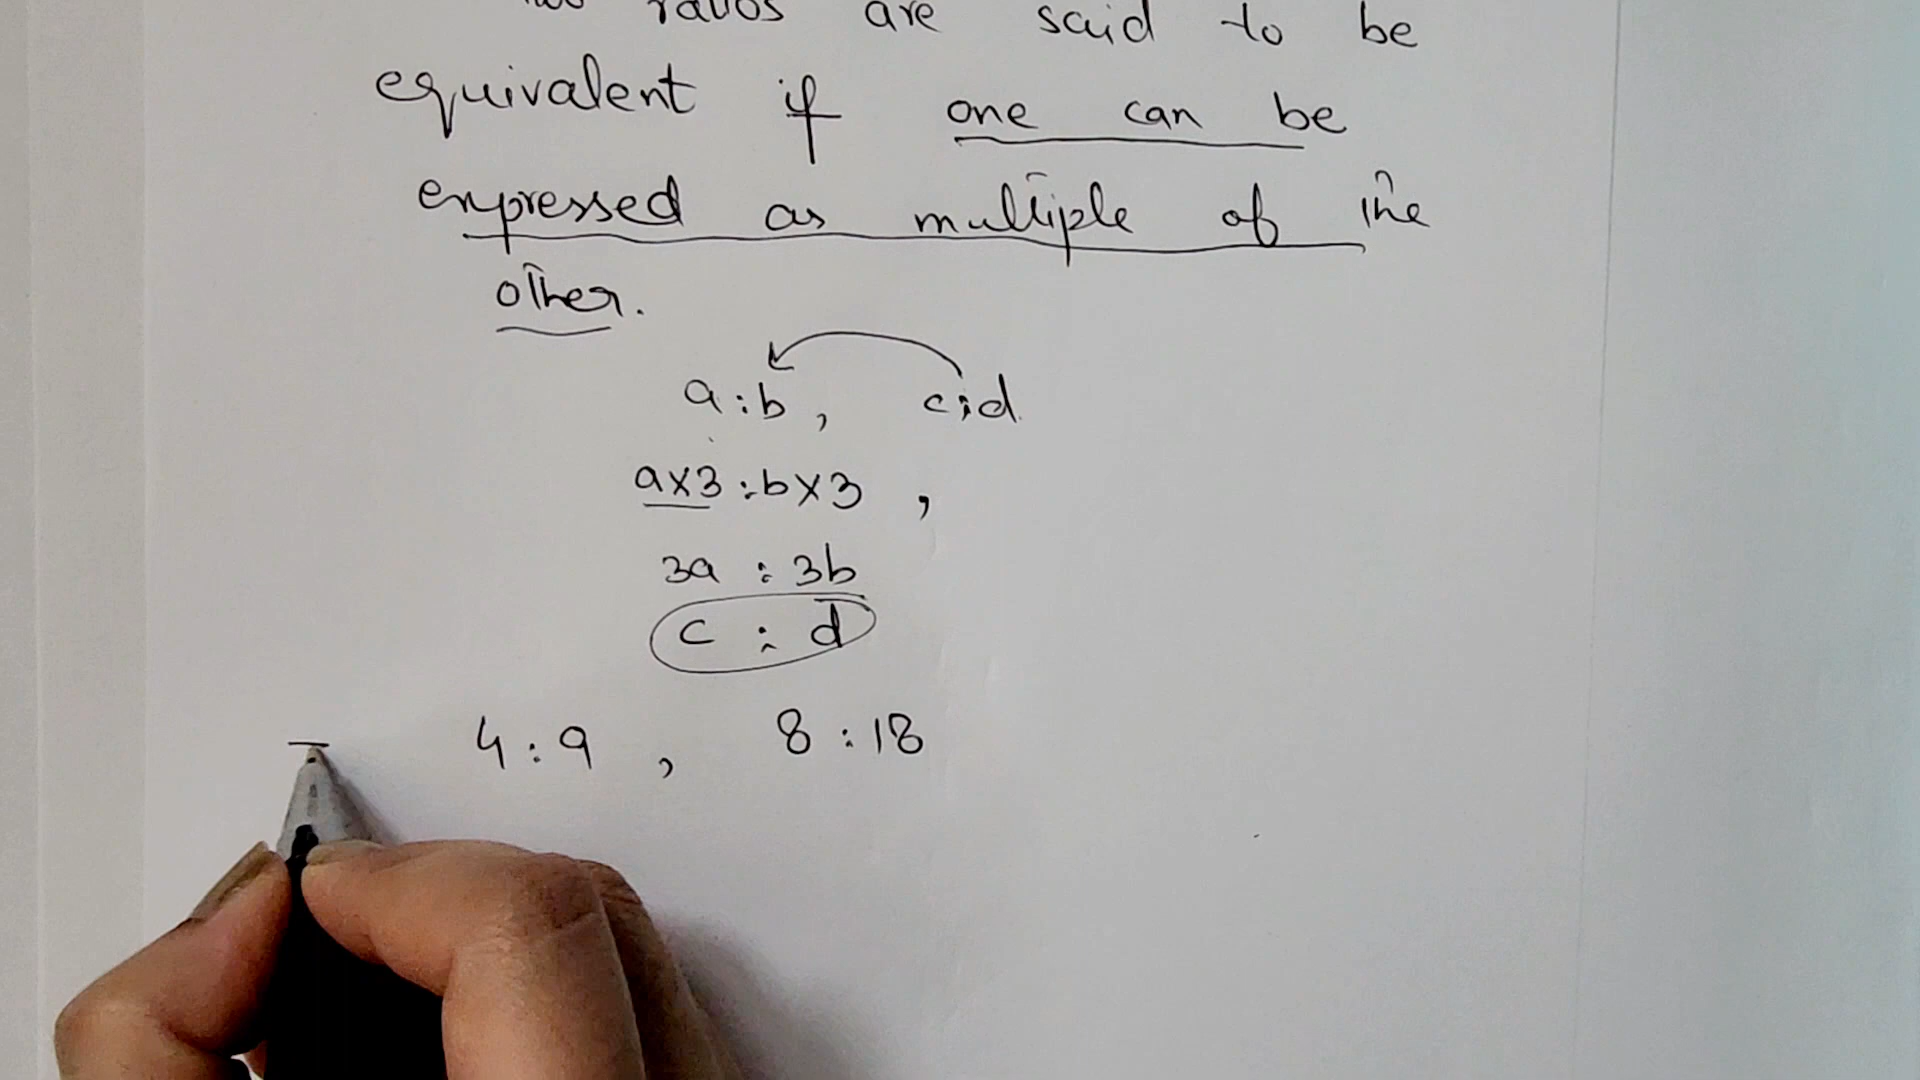 ratios are said to be
equivalent if one can be
expressed as multiple of the
other.
a:b, c:d
a×3:b×3,
3a : 3b
c : d
4:9, 8:18